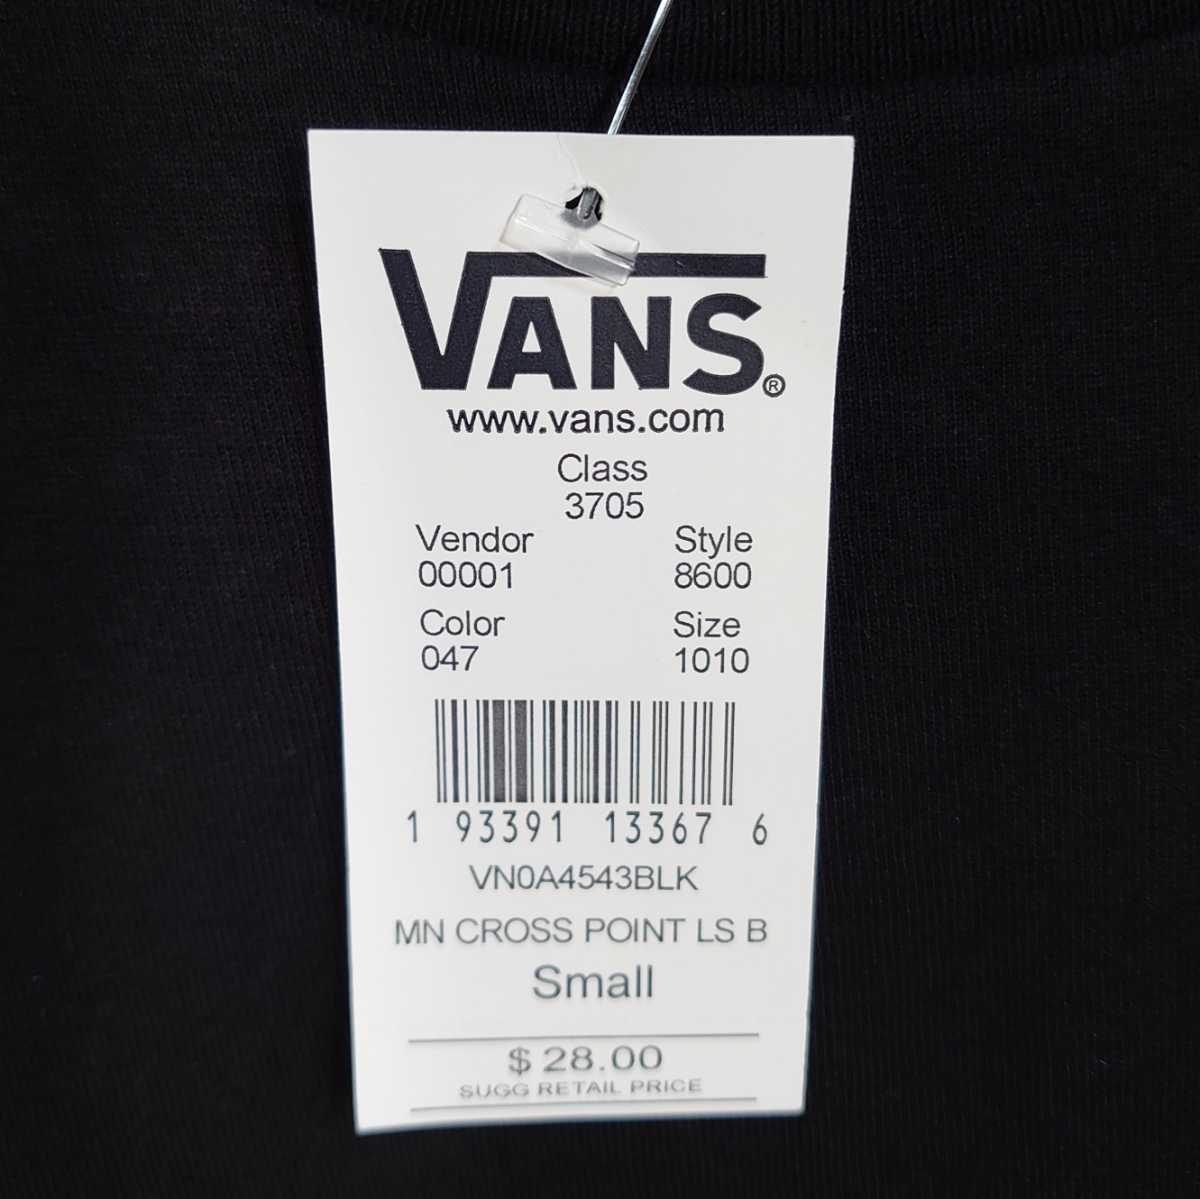 VANS®
www.vans.com
Class
3705
Vendor Style
00001 8600
Color Size
047 1010
1 93391 13367 6
VN0A4543BLK
MN CROSS POINT LS B
Small
$ 28.00
SUGG RETAIL PRICE